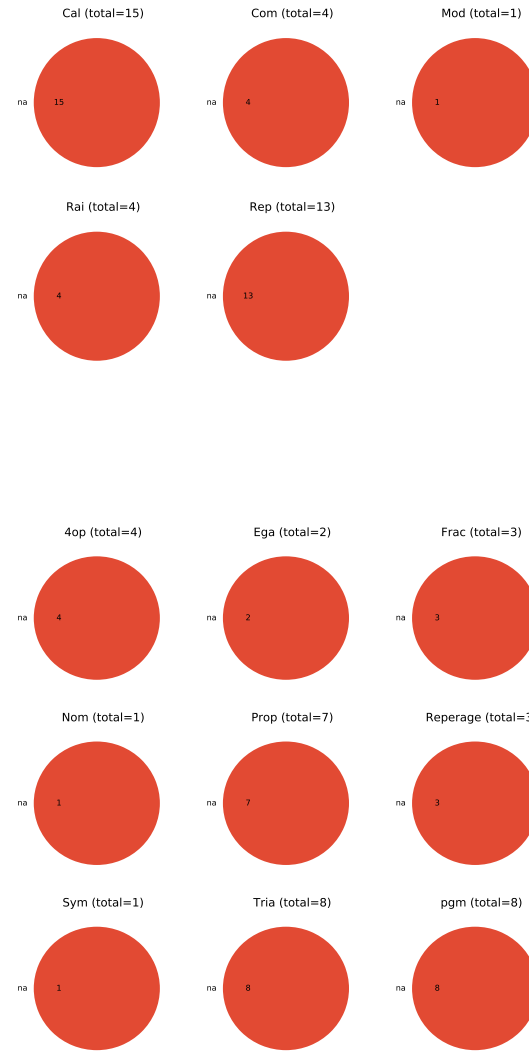 Cal (total=15)
Com (total=4)
Mod (total=1)
na
15
na
4
na
1
Rai (total=4)
Rep (total=13)
na
4
na
13
4op (total=4)
Ega (total=2)
Frac (total=3)
na
4
na
2
na
3
Nom (total=1)
Prop (total=7)
Reperage (total=3
na
1
na
7
na
3
Sym (total=1)
Tria (total=8)
pgm (total=8)
na
1
na
8
na
8